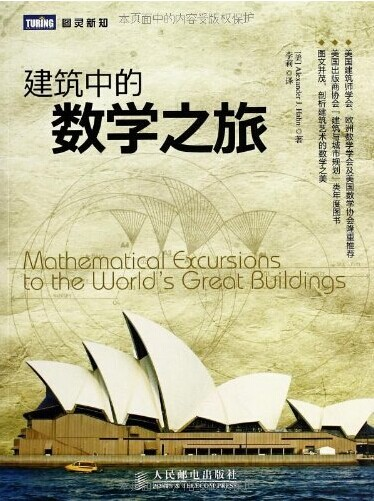 TURING
图灵新知
本页面中的内容受版权保护
建筑中的
数学之旅
[美] Alexander J. Hahn 著
李莉 译
美国建筑师学会、欧洲数学学会及美国数学协会隆重推荐
美国出版商协会“建筑与城市规划”类年度图书
图文并茂，剖析建筑艺术的数学之美
Mathematical Excursions
to the World's Great Buildings
人民邮电出版社
POSTS & TELECOM PRESS